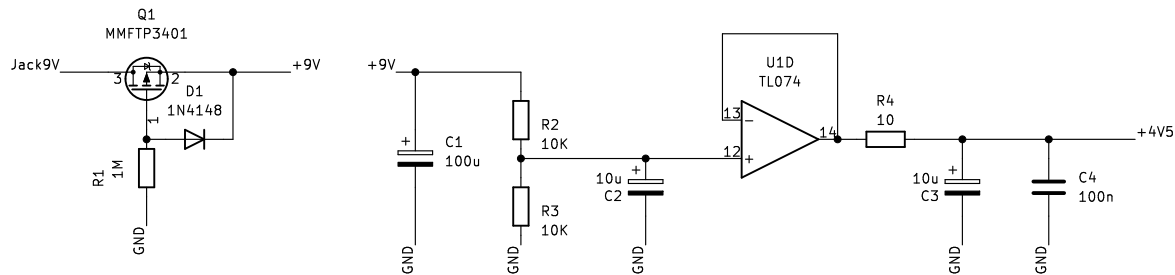 Q1
MMFTP3401
Jack9V
3
2
+9V
D1
1N4148
1
R1
1M
GND
+9V
+
C1
100u
GND
R2
10K
R3
10K
GND
+
10u
C2
GND
U1D
TL074
13
-
12
+
14
R4
10
+
10u
C3
GND
C4
100n
GND
+4V5